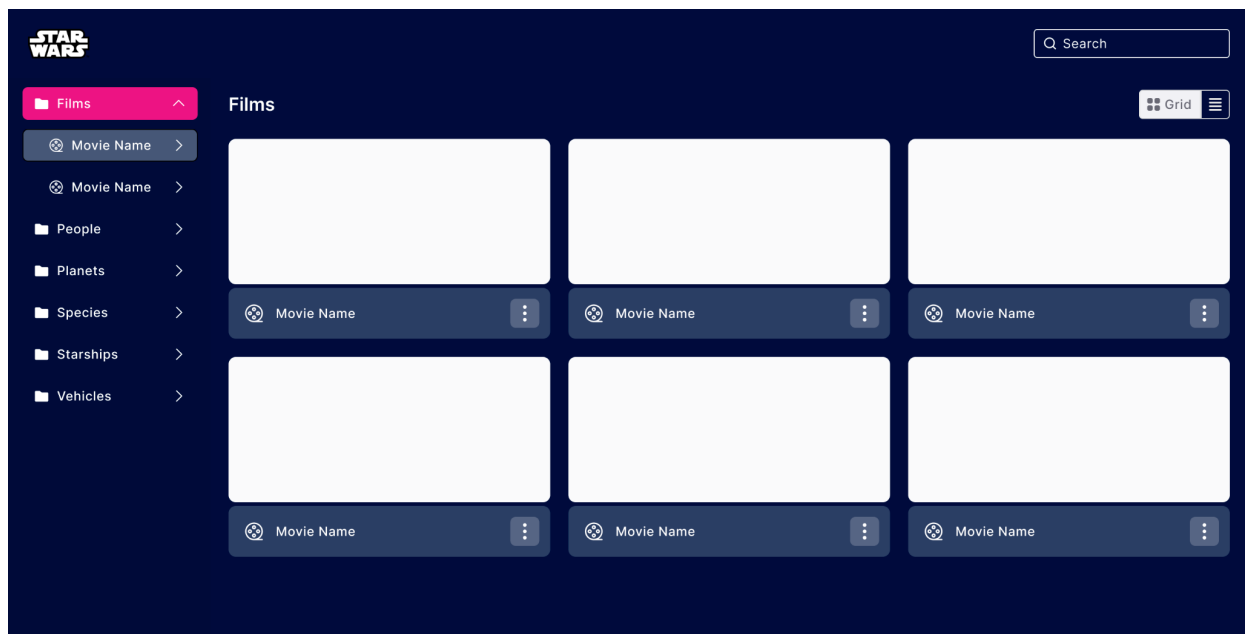 STAR
WARS
Search
Films
Movie Name
Movie Name
People
Planets
Species
Starships
Vehicles
Films
Grid
Movie Name
Movie Name
Movie Name
Movie Name
Movie Name
Movie Name